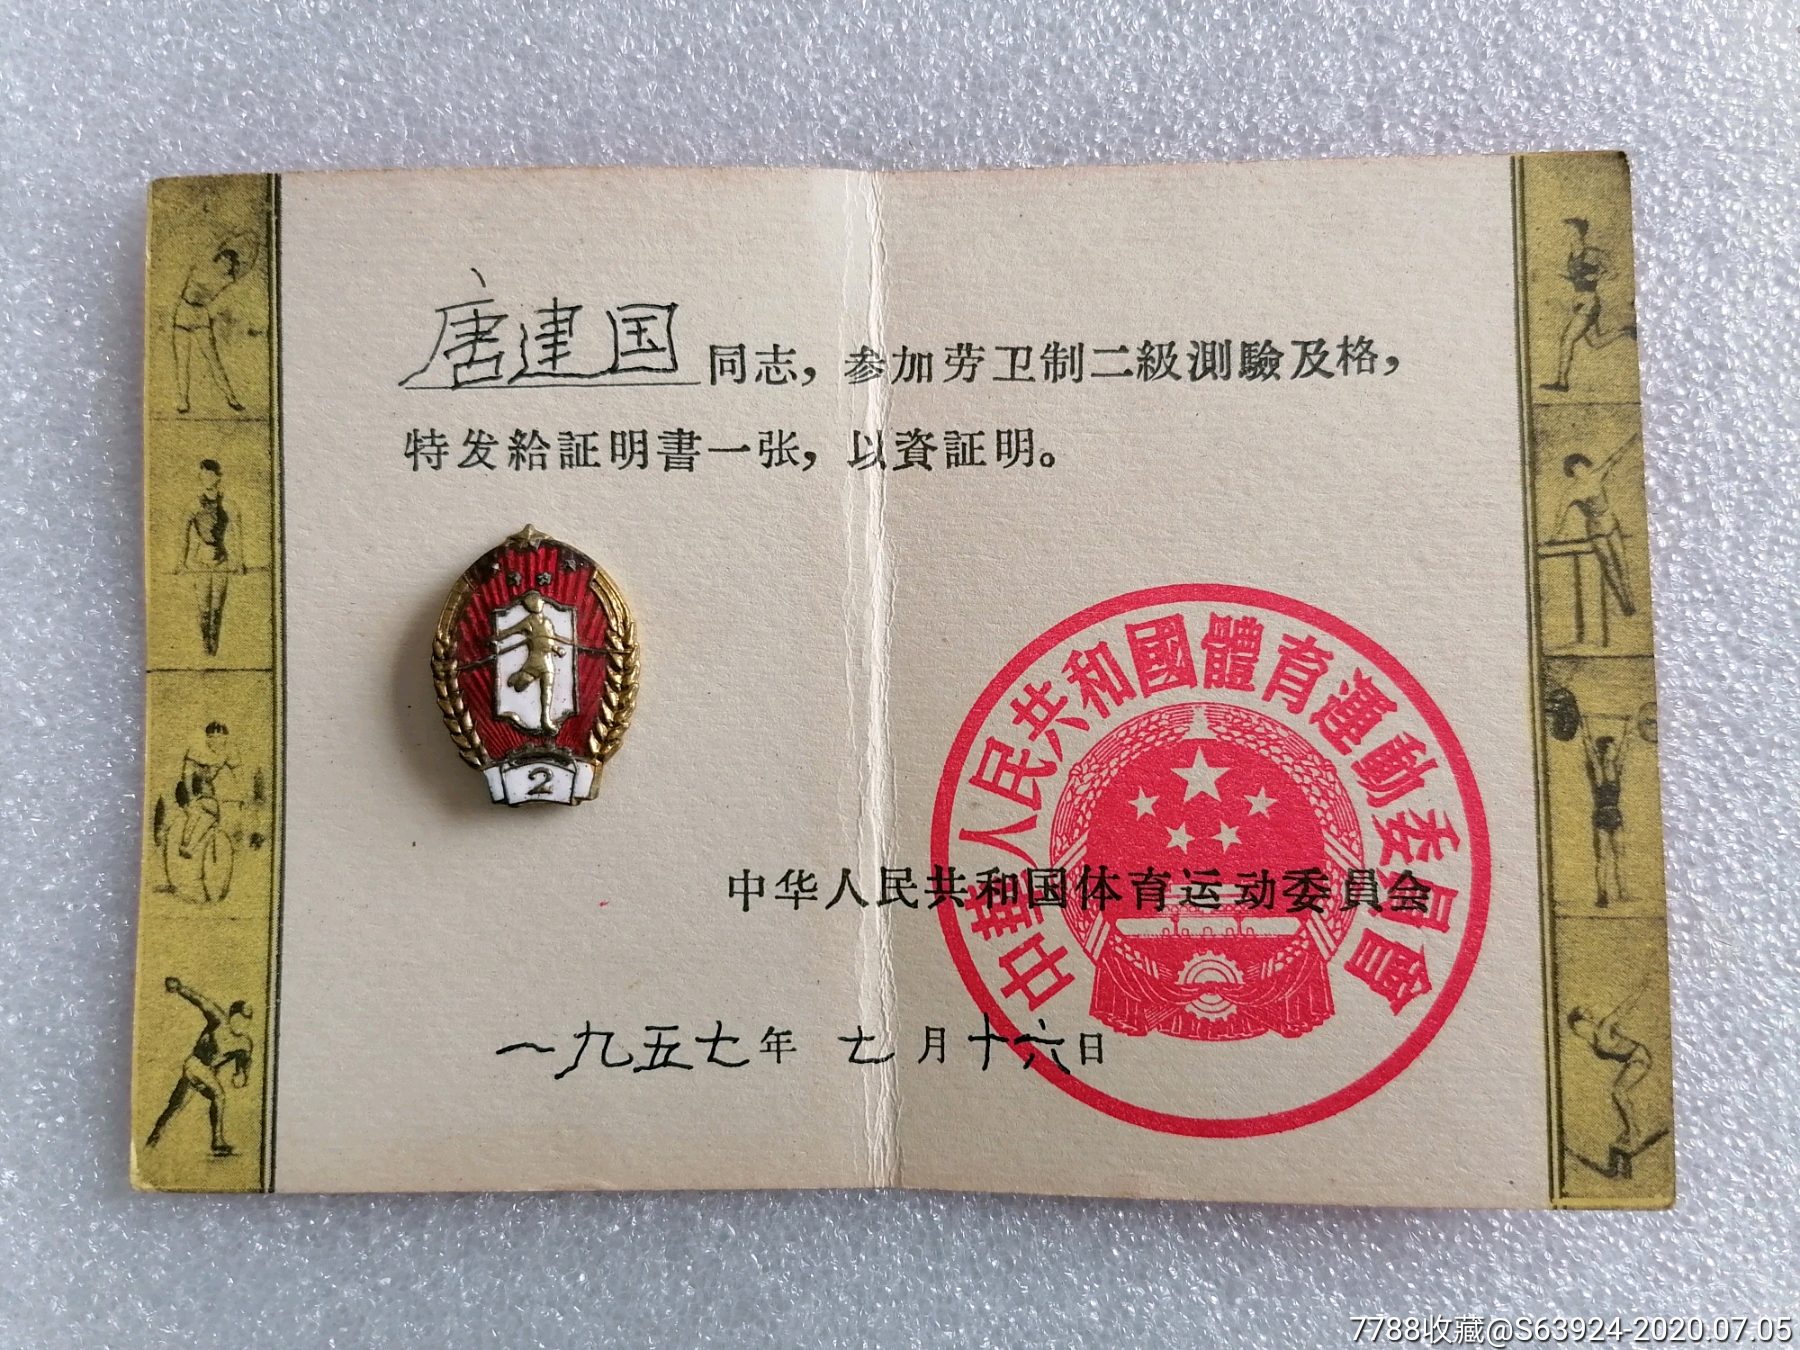 唐建国同志，参加劳卫制二級測驗及格，
特发給証明書一张，以資証明。
2
中華人民共和國體育運動委員會
中华人民共和国体育运动委員会
一九五七年 七月十六日
7788收藏@S63924-2020.07.05